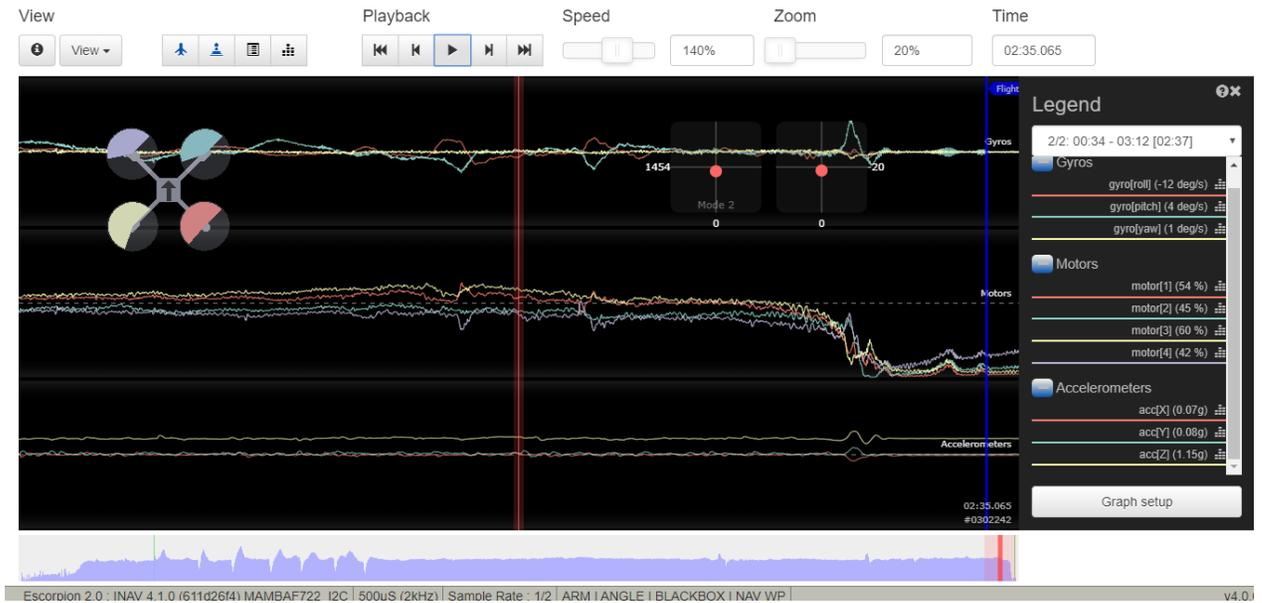 View Playback Speed Zoom Time
View 140% 20% 02:35.065
Flight
Legend
2/2: 00:34 - 03:12 [02:37]
Gyros
Gyros
1454 -20
gyro[roll] (-12 deg/s)
gyro[pitch] (4 deg/s)
gyro[yaw] (1 deg/s)
Mode 2
0 0
Motors
Motors
motor[1] (54 %)
motor[2] (45 %)
motor[3] (60 %)
motor[4] (42 %)
Accelerometers
acc[X] (0.07g)
acc[Y] (0.08g)
acc[Z] (1.15g)
Accelerometers
02:35.065
#0302242
Graph setup
Escorpion 2.0 : INAV 4.1.0 (611d26f4) MAMBAF722_I2C 500uS (2kHz) Sample Rate : 1/2 ARM | ANGLE | BLACKBOX | NAV WP v4.0.